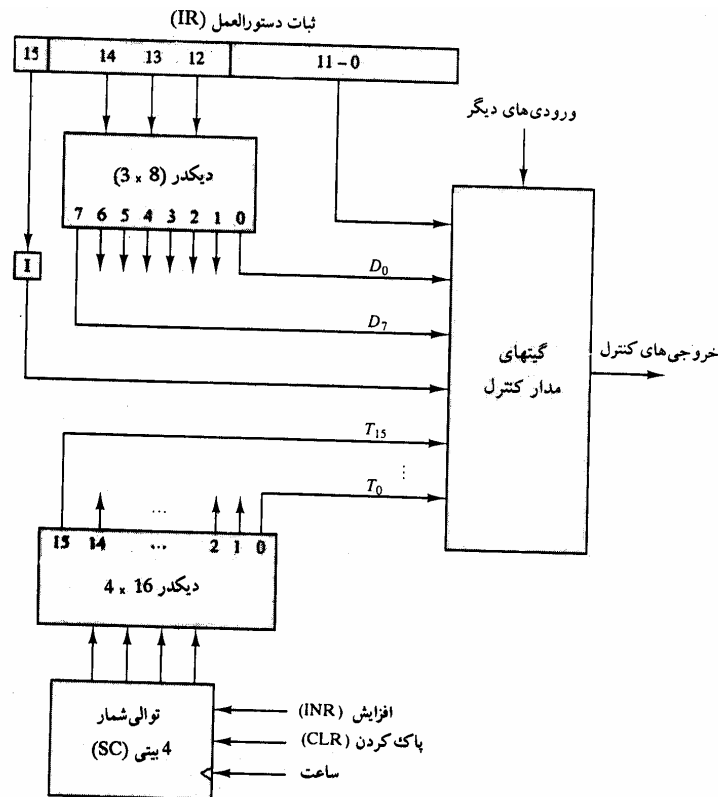 ثبات دستورالعمل (IR)
15 14 13 12 11 – 0
ورودی‌های دیگر
دیکدر (3 × 8)
7 6 5 4 3 2 1 0
I
D0
D7
گیتهای
مدار کنترل
خروجی‌های کنترل
T15
⋮
T0
...
15 14 ... 2 1 0
دیکدر 16 × 4
توالی‌شمار
4 بیتی (SC)
افزایش (INR)
پاک کردن (CLR)
ساعت